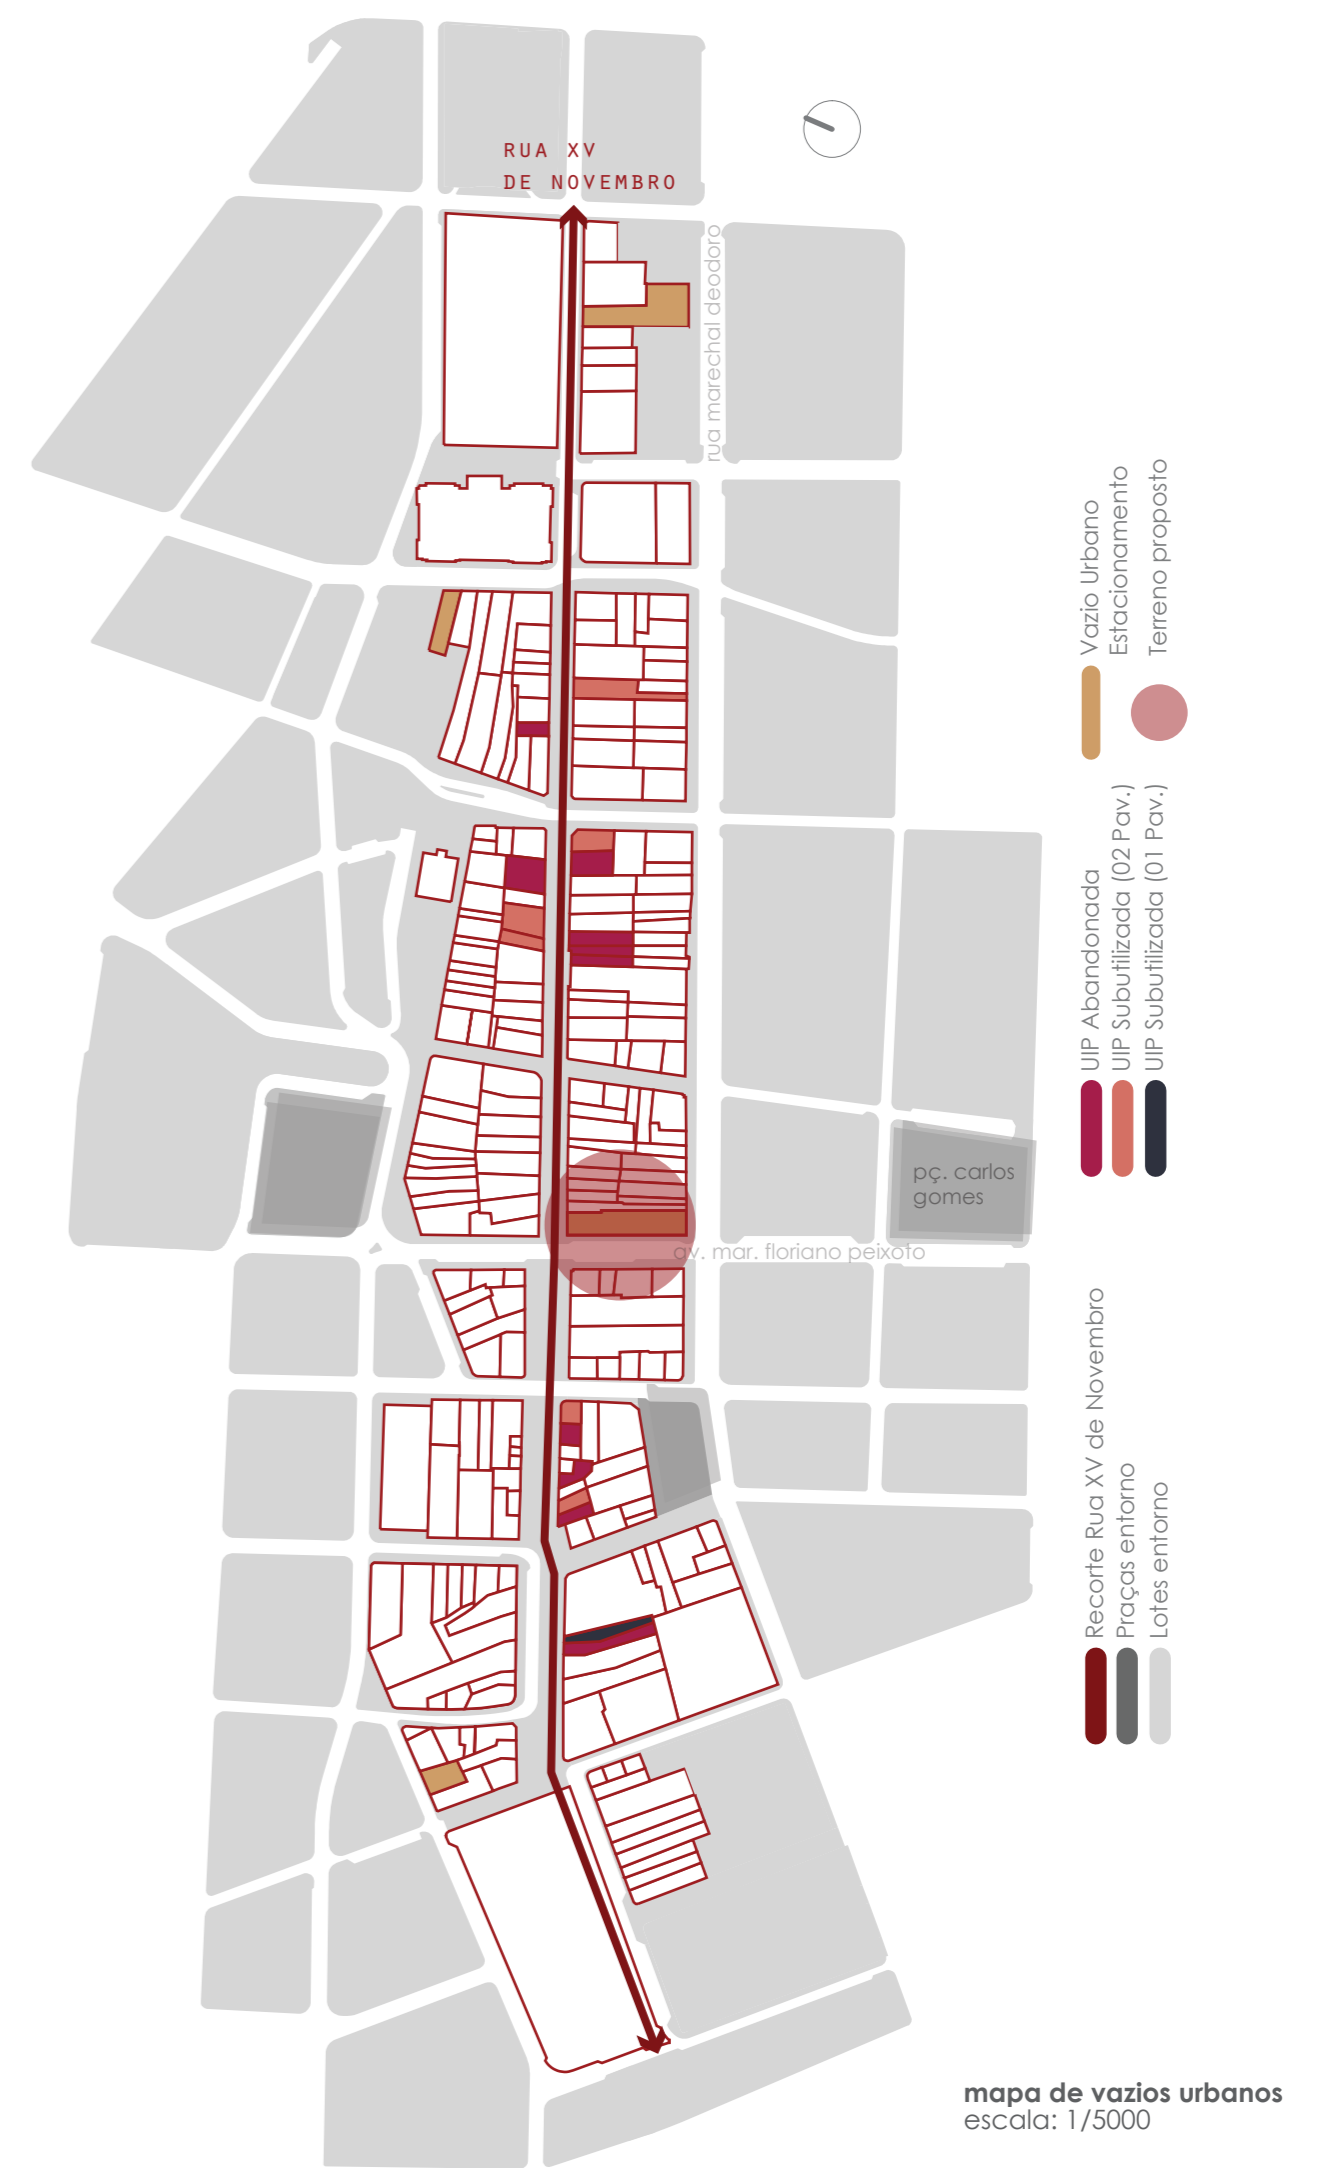 RUA XV
DE NOVEMBRO
rua marechal deodoro
Vazio Urbano
Estacionamento
Terreno proposto
UIP Abandonada
UIP Subutilizada (02 Pav.)
UIP Subutilizada (01 Pav.)
pç. carlos
gomes
av. mar. floriano peixoto
Recorte Rua XV de Novembro
Praças entorno
Lotes entorno
mapa de vazios urbanos
escala: 1/5000